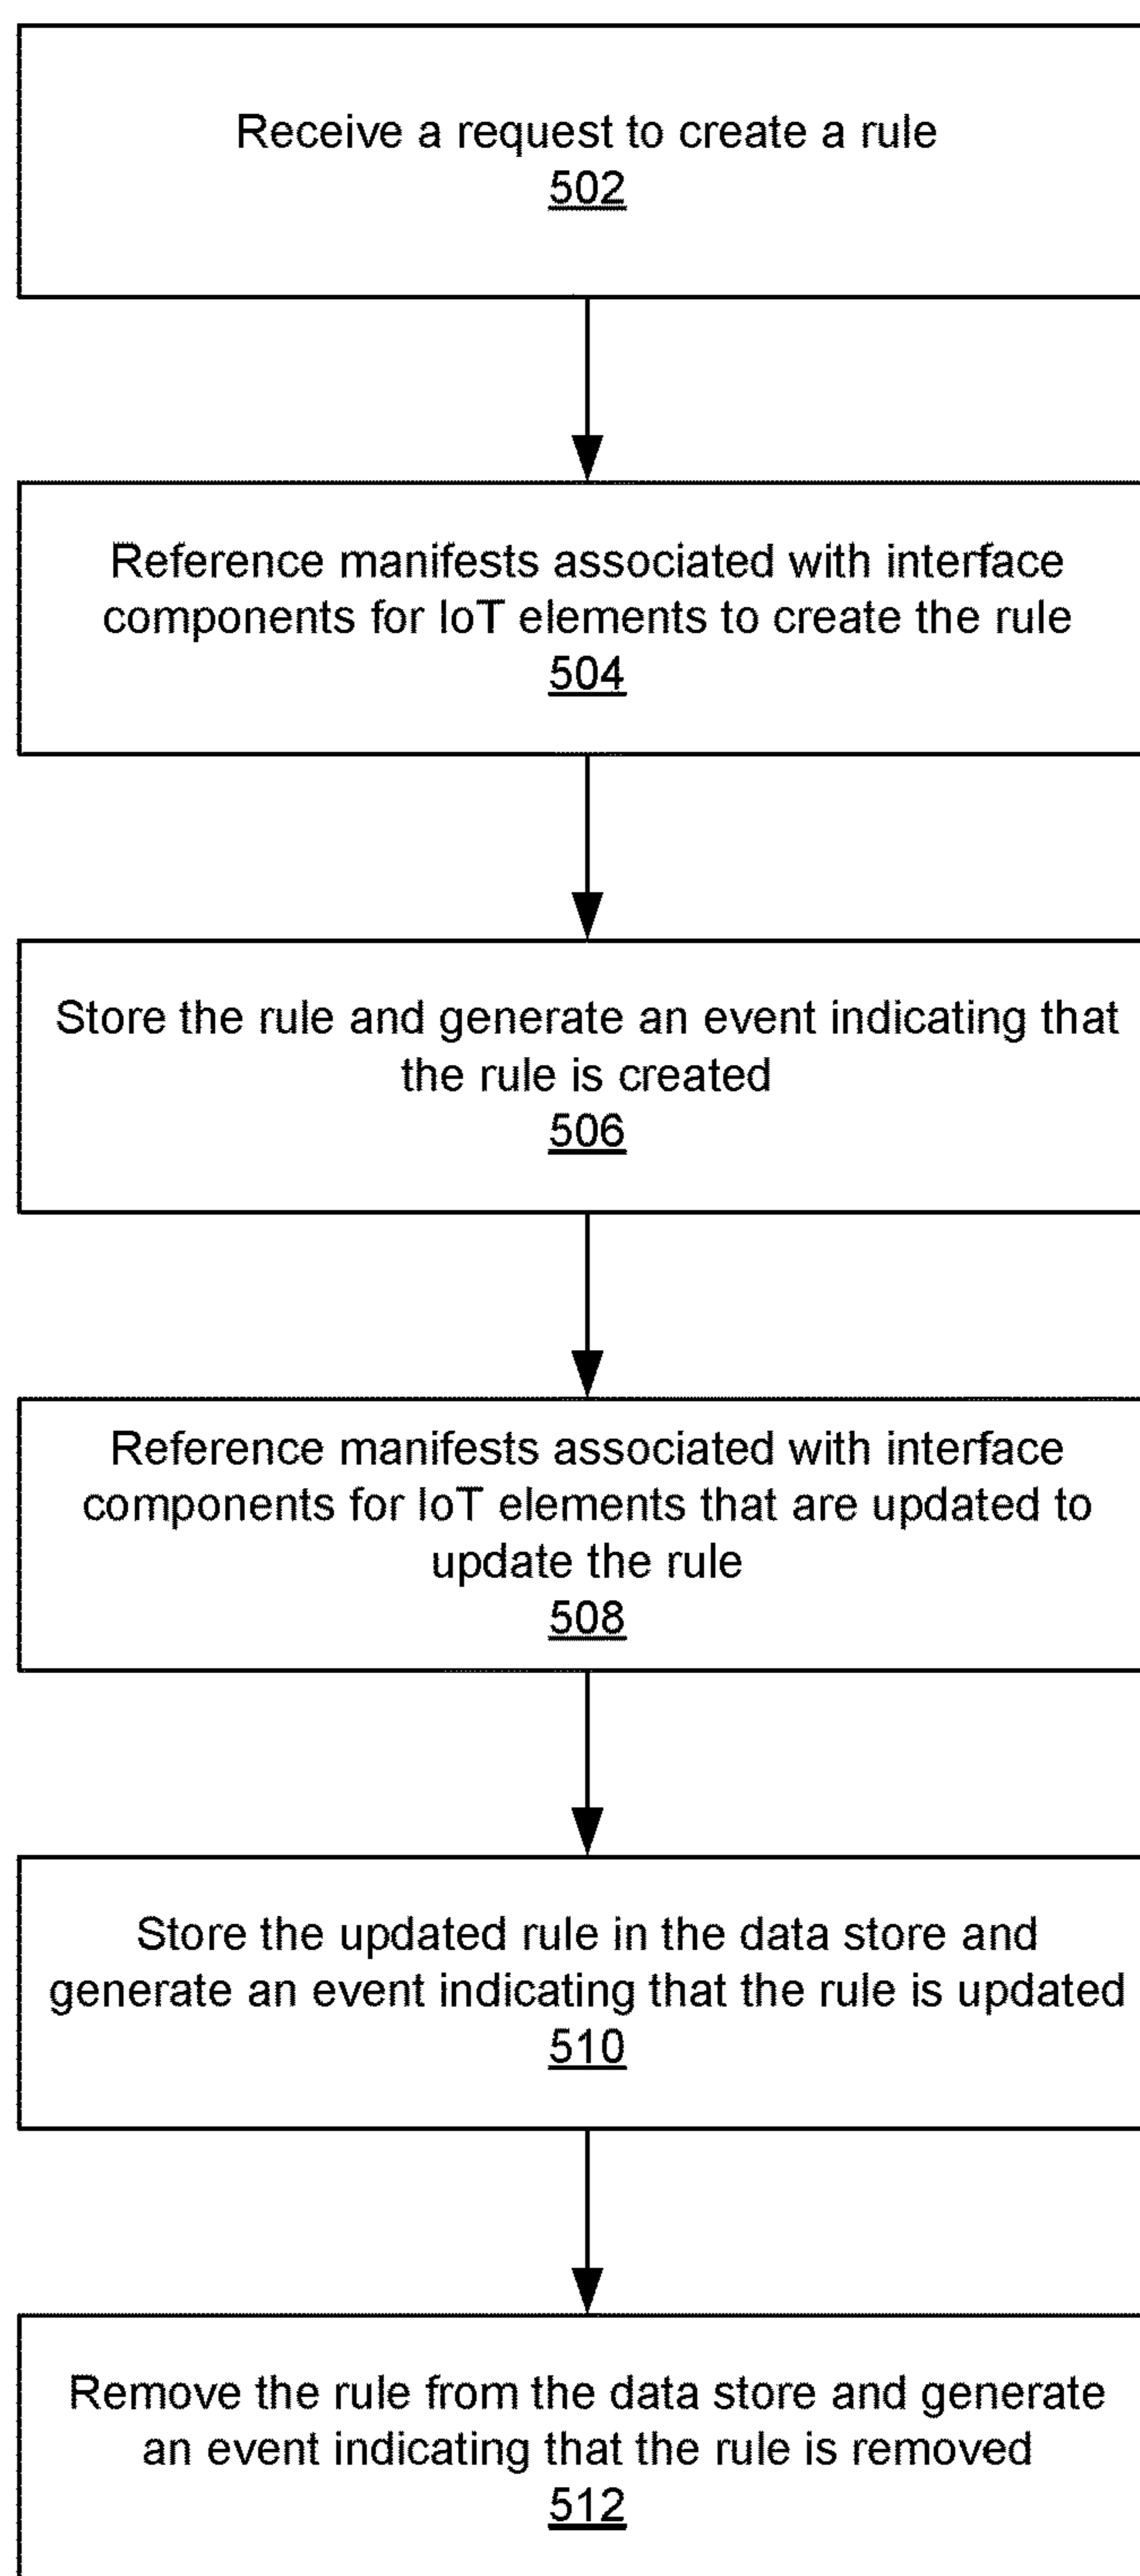 Receive a request to create a rule
502
Reference manifests associated with interface
components for IoT elements to create the rule
504
Store the rule and generate an event indicating that
the rule is created
506
Reference manifests associated with interface
components for IoT elements that are updated to
update the rule
508
Store the updated rule in the data store and
generate an event indicating that the rule is updated
510
Remove the rule from the data store and generate
an event indicating that the rule is removed
512